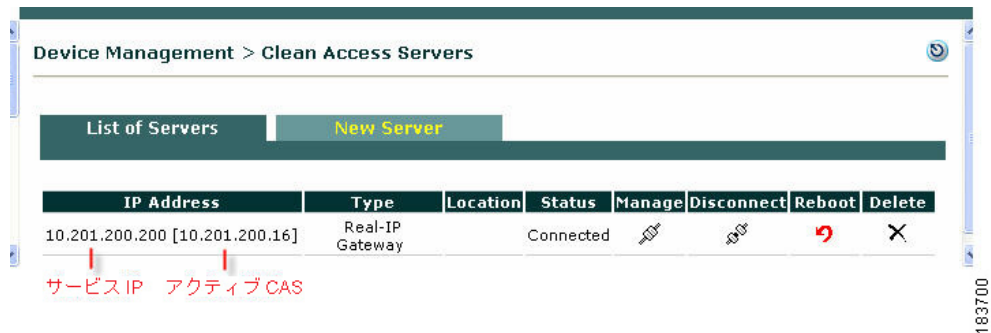 Device Management > Clean Access Servers
List of Servers New Server
IP Address Type Location Status Manage Disconnect Reboot Delete
10.201.200.200 [10.201.200.16] Real-IP Gateway Connected
サービス IP アクティブ CAS
183700